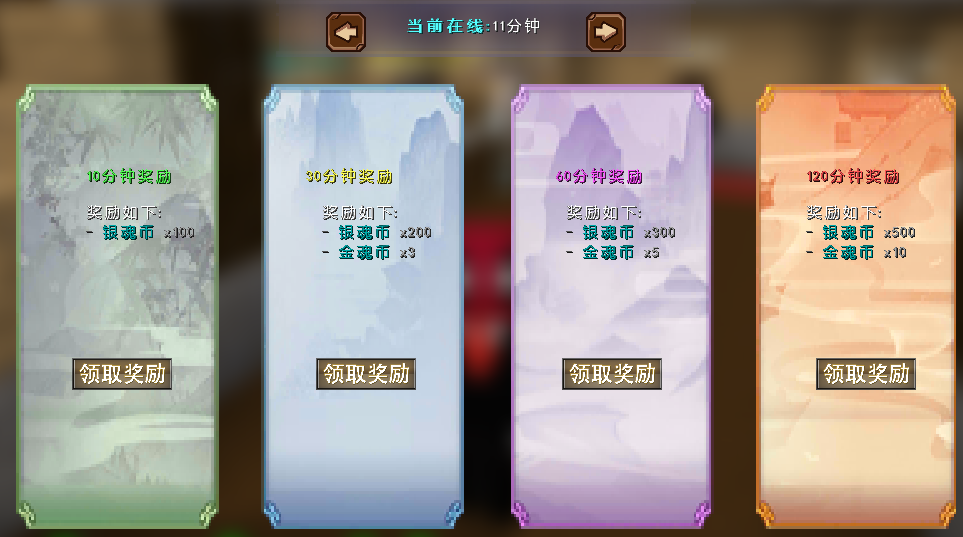 当前在线:11分钟
10分钟奖励
奖励如下:
- 银魂币 x100
领取奖励
30分钟奖励
奖励如下:
- 银魂币 x200
- 金魂币 x3
领取奖励
60分钟奖励
奖励如下:
- 银魂币 x300
- 金魂币 x5
领取奖励
120分钟奖励
奖励如下:
- 银魂币 x500
- 金魂币 x10
领取奖励